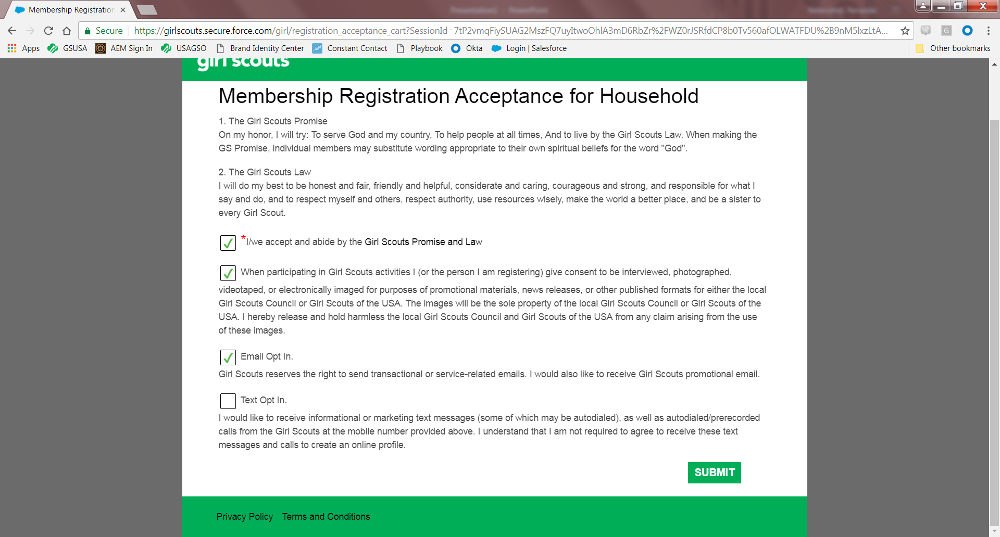 Membership Registration
Presentation1 - PowerPoint
Secure
https://girlscouts.secure.force.com/girl/registration_acceptance_cart?SessionId=7tP2vmqFiySUAG2MszFQ7uyItwoOhlA3mD6RbZr%2FWZ0rJSRfdCP8b0Tv560afOLWATFDU%2B9nM5lxzLtA...
Apps GSUSA AEM Sign In USAGSO Brand Identity Center Constant Contact Playbook Okta Login | Salesforce Other bookmarks
girl scouts
Membership Registration Acceptance for Household
1. The Girl Scouts Promise
On my honor, I will try: To serve God and my country, To help people at all times, And to live by the Girl Scouts Law. When making the
GS Promise, individual members may substitute wording appropriate to their own spiritual beliefs for the word "God".
2. The Girl Scouts Law
I will do my best to be honest and fair, friendly and helpful, considerate and caring, courageous and strong, and responsible for what I
say and do, and to respect myself and others, respect authority, use resources wisely, make the world a better place, and be a sister to
every Girl Scout.
*I/we accept and abide by the Girl Scouts Promise and Law
When participating in Girl Scouts activities I (or the person I am registering) give consent to be interviewed, photographed,
videotaped, or electronically imaged for purposes of promotional materials, news releases, or other published formats for either the local
Girl Scouts Council or Girl Scouts of the USA. The images will be the sole property of the local Girl Scouts Council or Girl Scouts of the
USA. I hereby release and hold harmless the local Girl Scouts Council and Girl Scouts of the USA from any claim arising from the use
of these images.
Email Opt In.
Girl Scouts reserves the right to send transactional or service-related emails. I would also like to receive Girl Scouts promotional email.
Text Opt In.
I would like to receive informational or marketing text messages (some of which may be autodialed), as well as autodialed/prerecorded
calls from the Girl Scouts at the mobile number provided above. I understand that I am not required to agree to receive these text
messages and calls to create an online profile.
SUBMIT
Privacy Policy Terms and Conditions